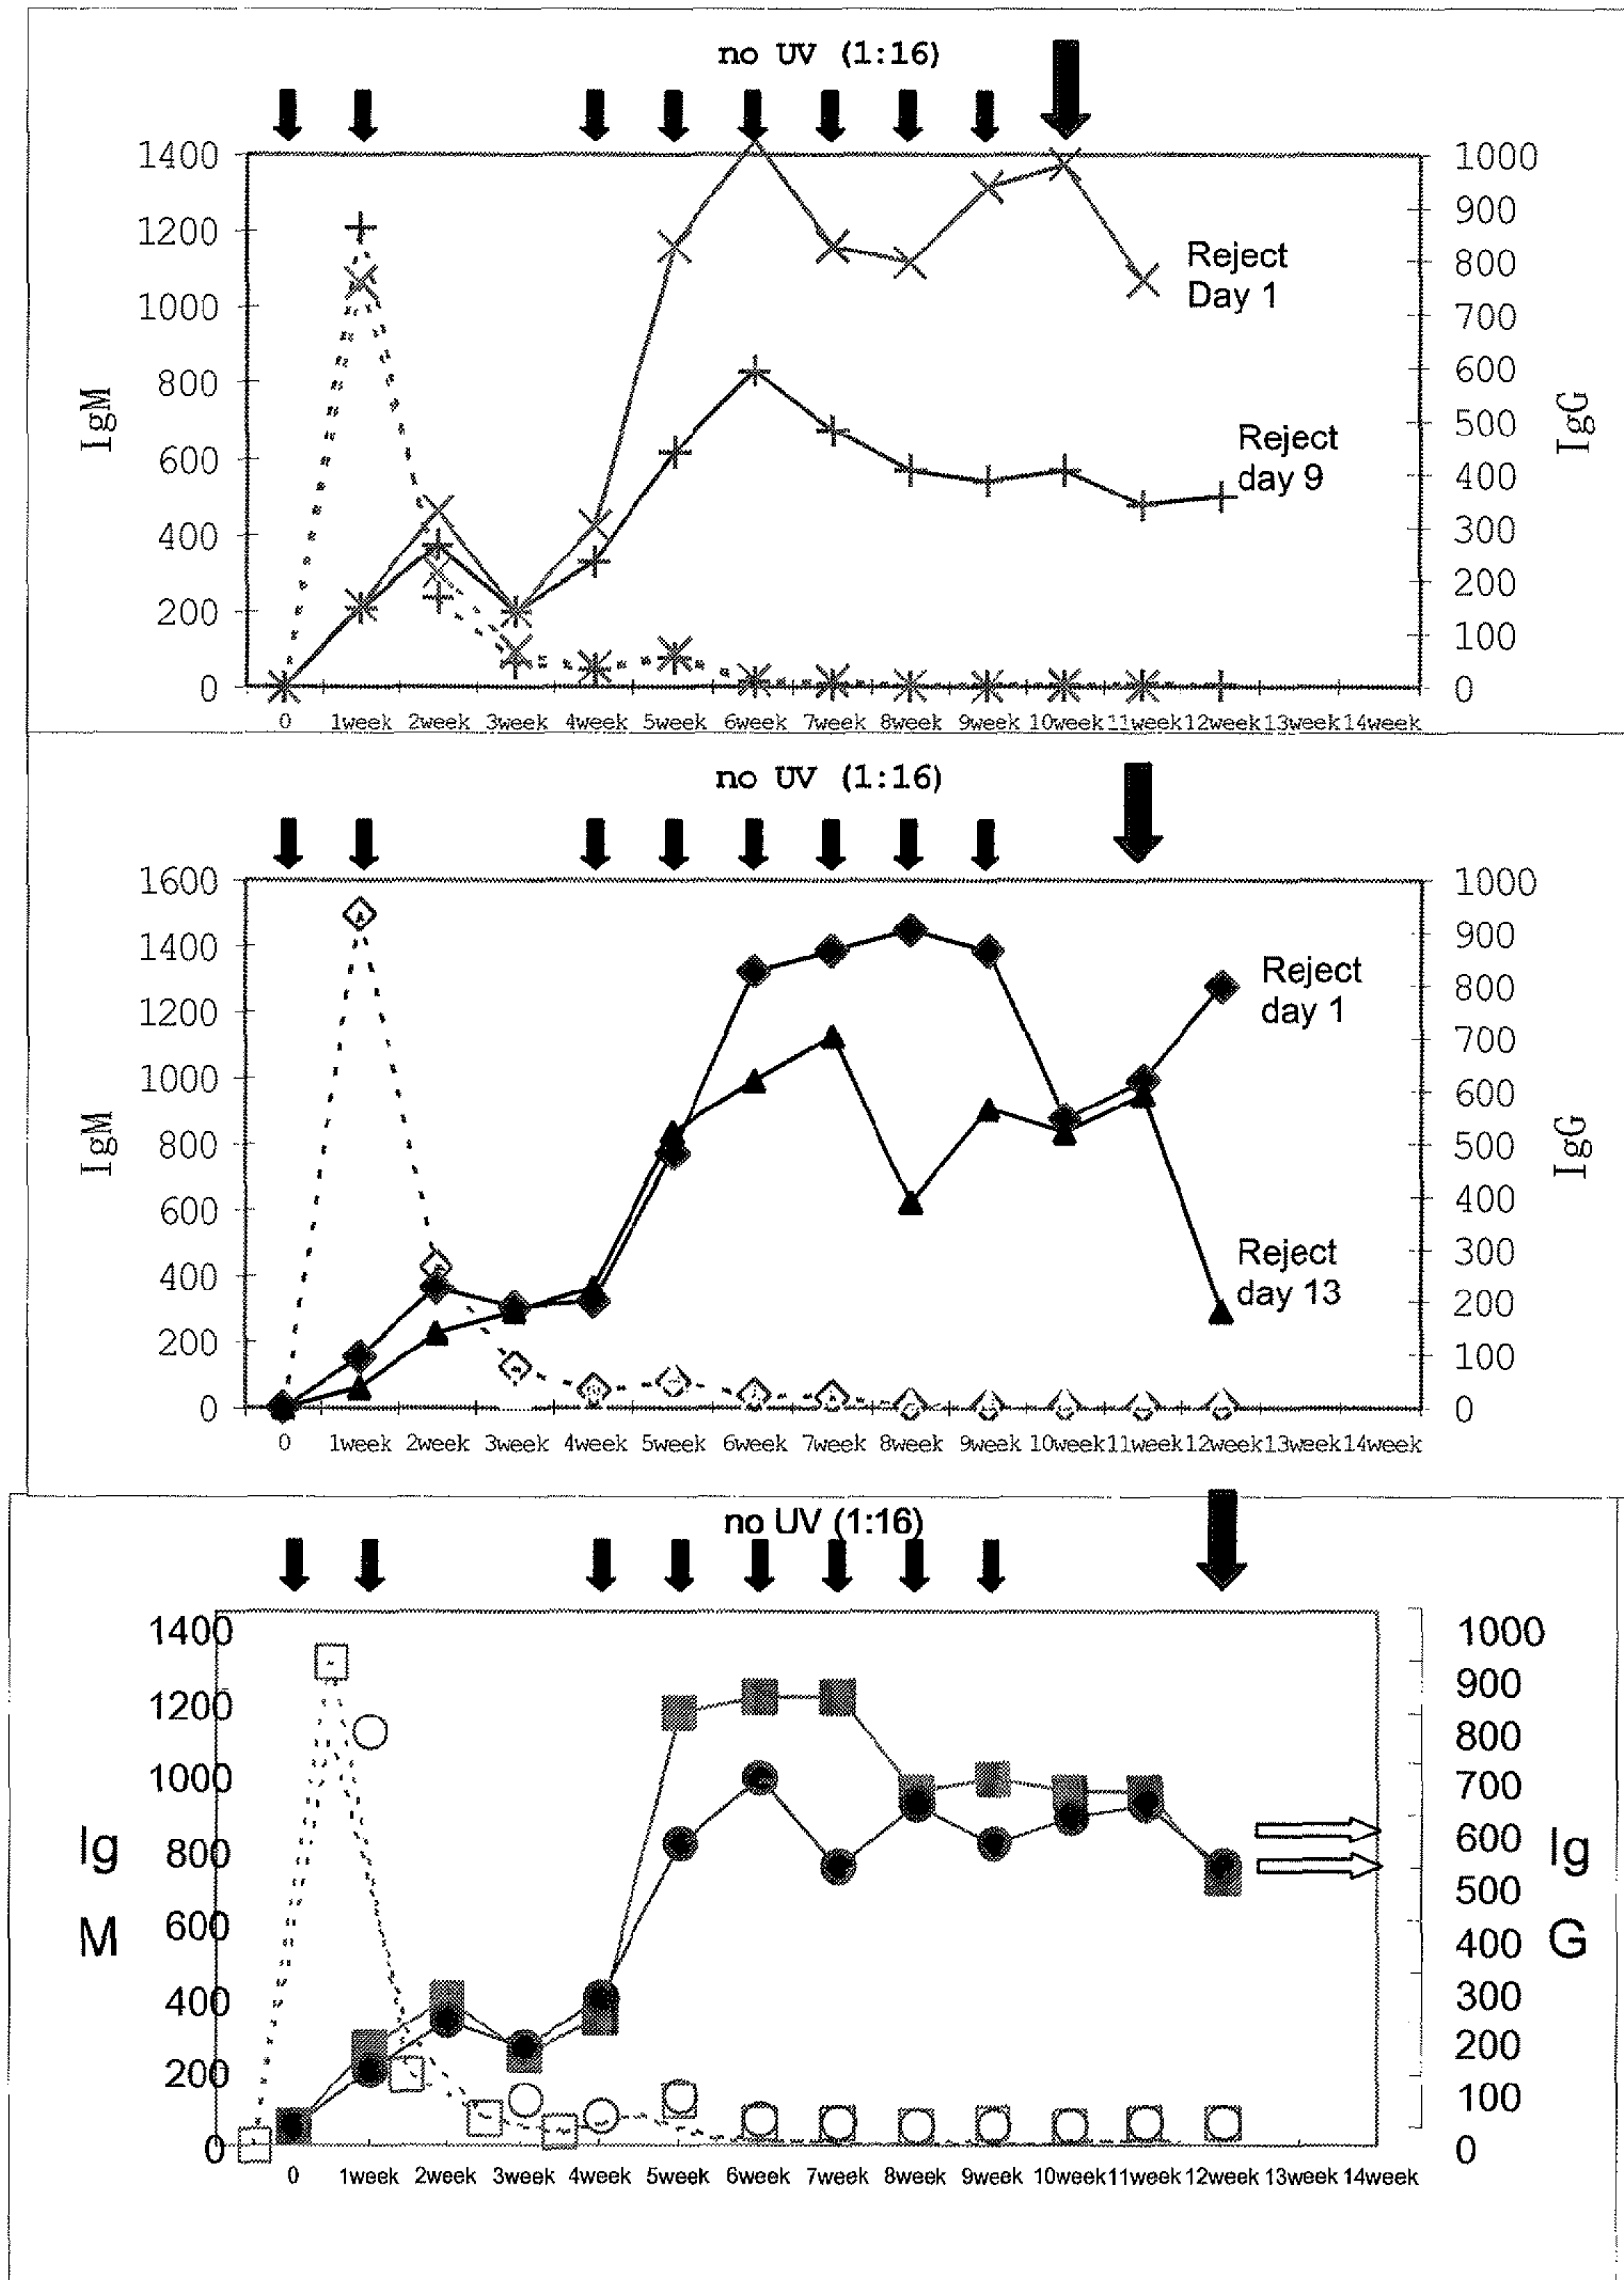 no UV (1:16)
1400
1200
1000
800
600
400
200
0
IgM
1000
900
800
700
600
500
400
300
200
100
0
IgG
Reject
Day 1
Reject
day 9
0 1week 2week 3week 4week 5week 6week 7week 8week 9week 10week 11week 12week 13week 14week
no UV (1:16)
1600
1400
1200
1000
800
600
400
200
0
IgM
1000
900
800
700
600
500
400
300
200
100
0
IgG
Reject
day 1
Reject
day 13
0 1week 2week 3week 4week 5week 6week 7week 8week 9week 10week 11week 12week 13week 14week
no UV (1:16)
1400
1200
1000
800
600
400
200
0
Ig
M
1000
900
800
700
600
500
400
300
200
100
0
Ig
G
0 1week 2week 3week 4week 5week 6week 7week 8week 9week 10week 11week 12week 13week 14week